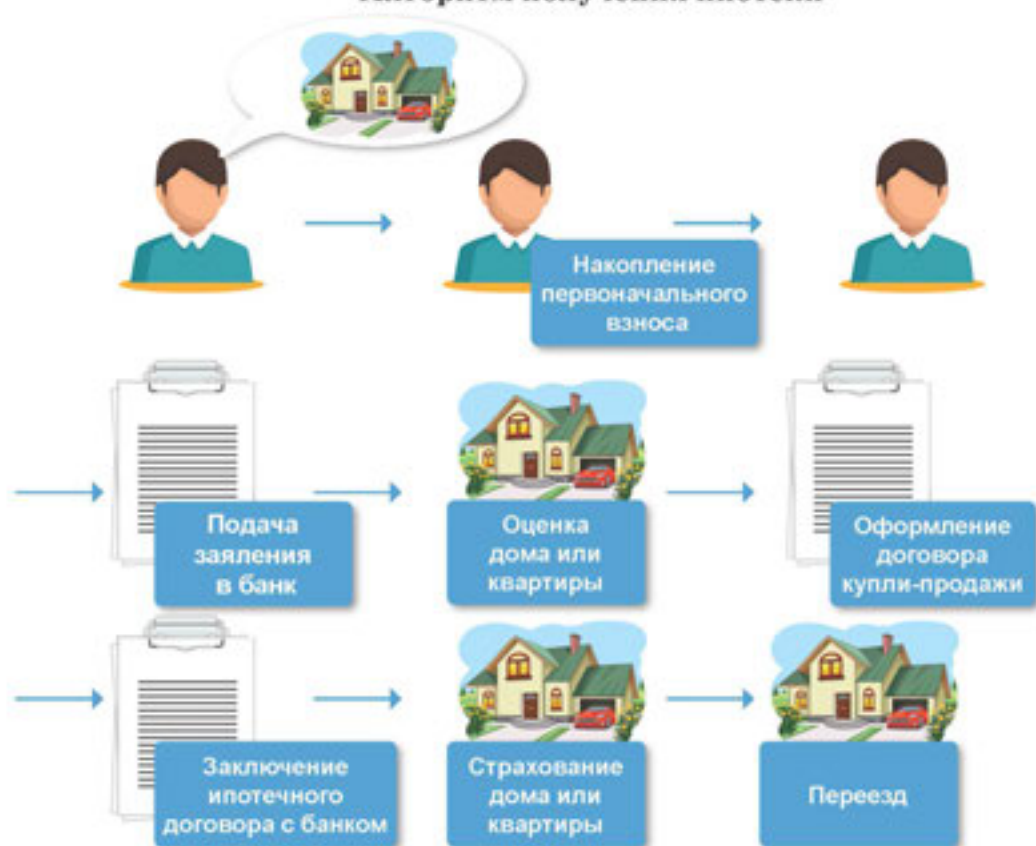 Накопление
первоначального
взноса
Подача
заяления
в банк
Оценка
дома или
квартиры
Оформление
договора
купли-продажи
Заключение
ипотечного
договора с банком
Страхование
дома или
квартиры
Переезд